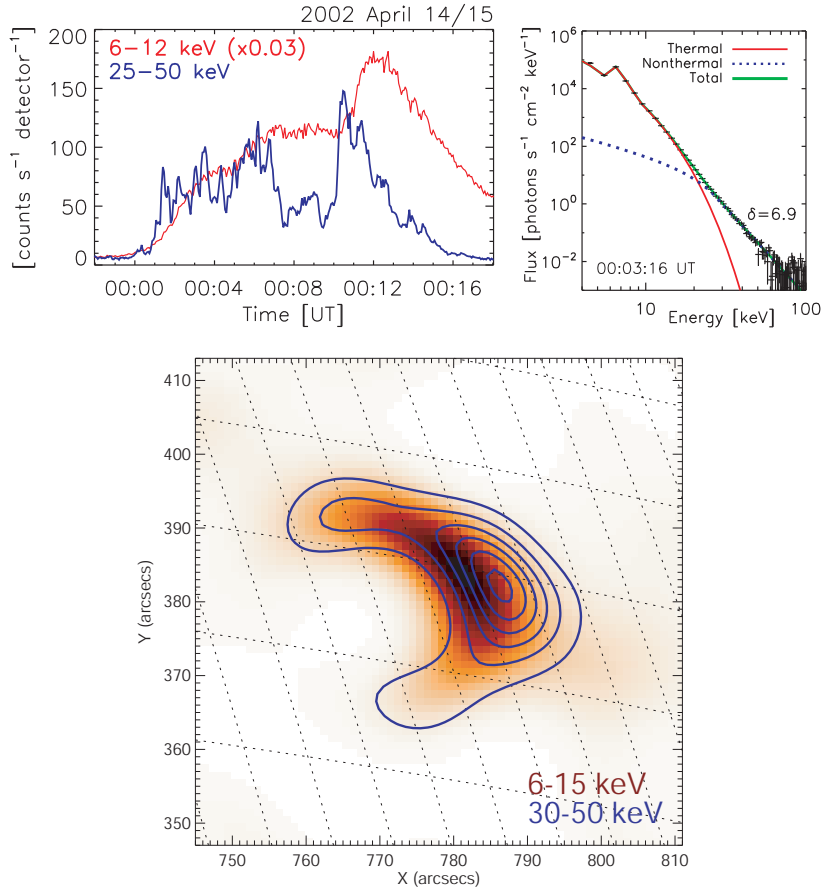 2002 April 14/15
6−12 keV (x0.03)
25−50 keV
200
150
100
50
0
[counts s⁻¹ detector⁻¹]
00:00 00:04 00:08 00:12 00:16
Time [UT]
Thermal
Nonthermal
Total
10⁶
10⁴
10²
10⁰
10⁻²
Flux [photons s⁻¹ cm⁻² keV⁻¹]
δ=6.9
00:03:16 UT
10 100
Energy [keV]
410
400
390
380
370
360
350
Y (arcsecs)
6-15 keV
30-50 keV
750 760 770 780 790 800 810
X (arcsecs)